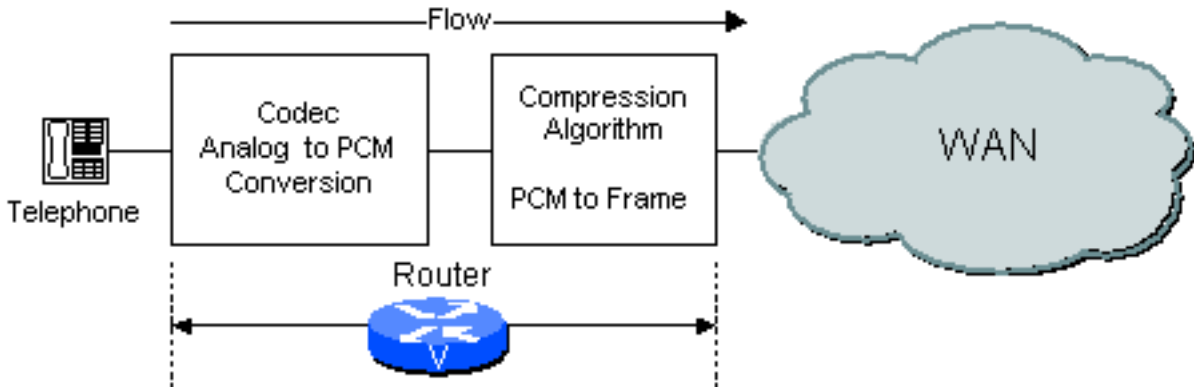 Flow
Codec
Analog to PCM
Conversion
Compression
Algorithm
PCM to Frame
WAN
Telephone
Router
V